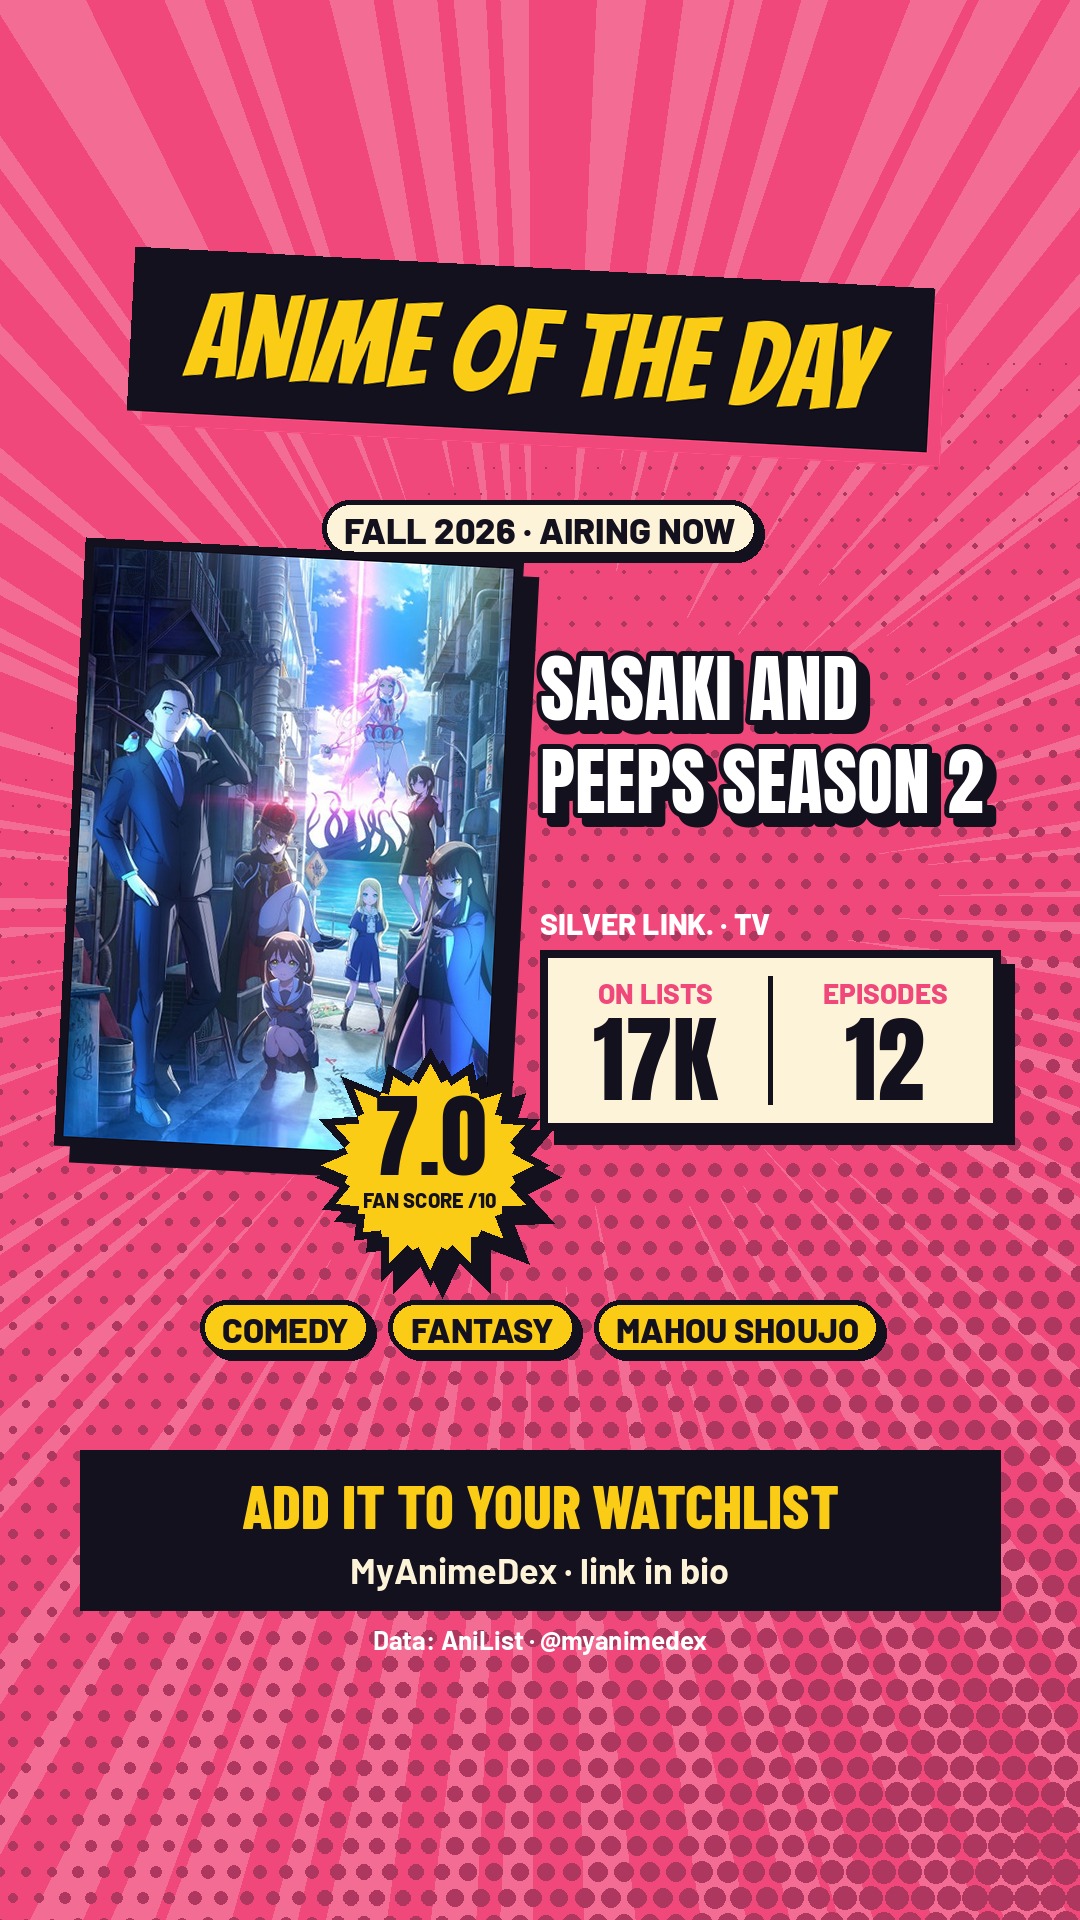 ANIME OF THE DAY
FALL 2026 · AIRING NOW
SASAKI AND
PEEPS SEASON 2
SILVER LINK. · TV
ON LISTS
17K
EPISODES
12
7.0
FAN SCORE /10
COMEDY
FANTASY
MAHOU SHOUJO
ADD IT TO YOUR WATCHLIST
MyAnimeDex · link in bio
Data: AniList · @myanimedex